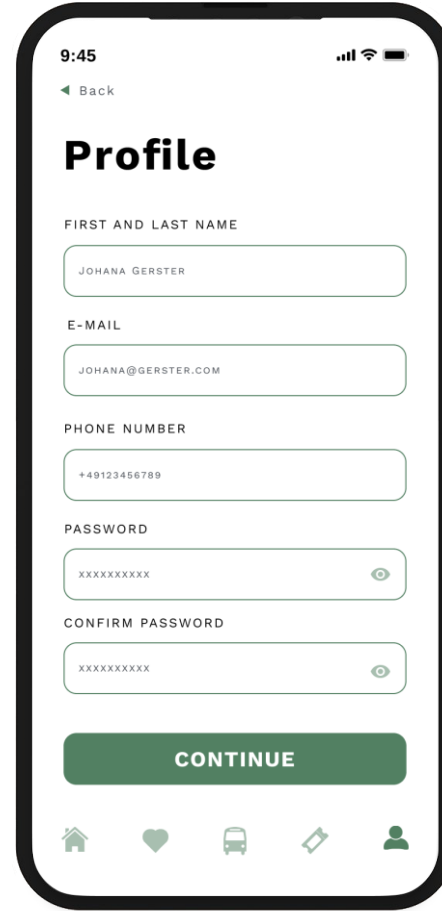 9:45
Back
Profile
FIRST AND LAST NAME
JOHANA GERSTER
E-MAIL
JOHANA@GERSTER.COM
PHONE NUMBER
+49123456789
PASSWORD
XXXXXXXXXX
CONFIRM PASSWORD
XXXXXXXXXX
CONTINUE